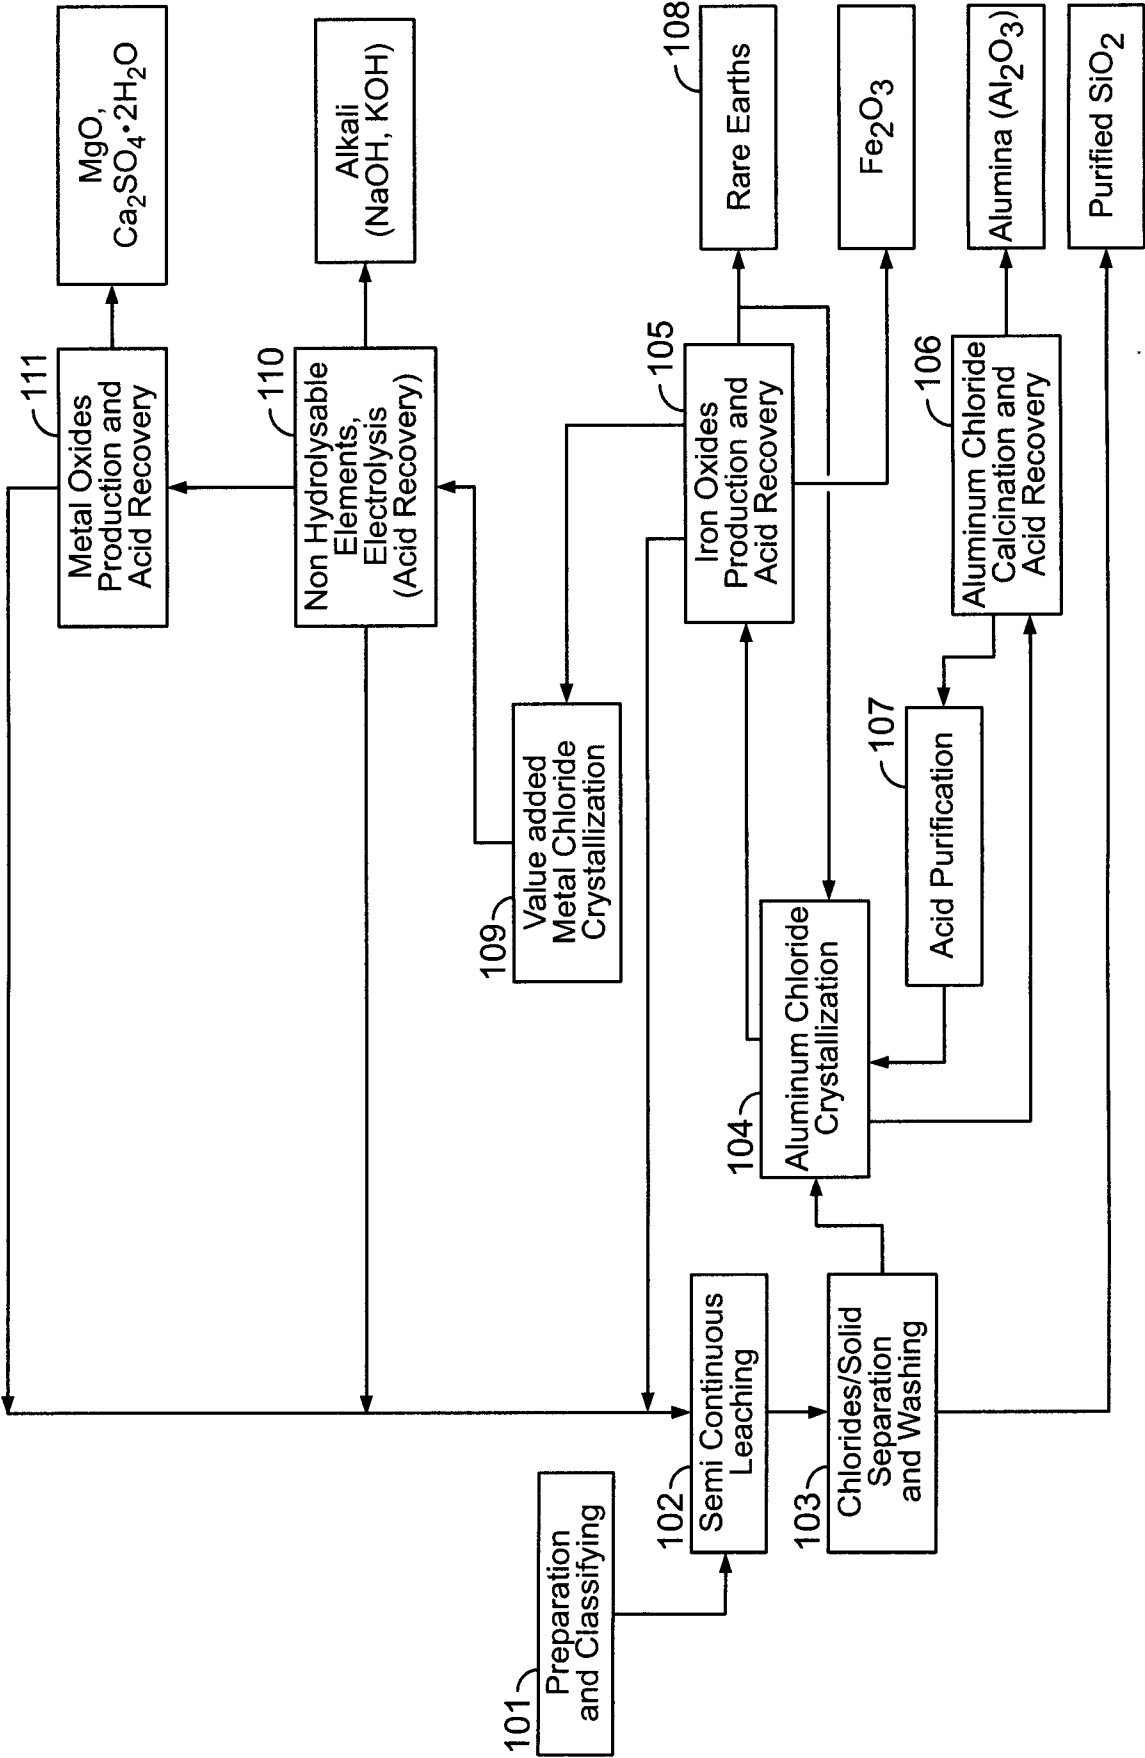 101
Preparation
and Classifying
102
Semi Continuous
Leaching
103
Chlorides/Solid
Separation
and Washing
104
Aluminum Chloride
Crystallization
105
Iron Oxides
Production and
Acid Recovery
106
Aluminum Chloride
Calcination and
Acid Recovery
107
Acid Purification
108
Rare Earths
109
Value added
Metal Chloride
Crystallization
110
Non Hydrolysable
Elements,
Electrolysis
(Acid Recovery)
111
Metal Oxides
Production and
Acid Recovery
MgO,
Ca₂SO₄•2H₂O
Alkali
(NaOH, KOH)
Fe₂O₃
Alumina (Al₂O₃)
Purified SiO₂